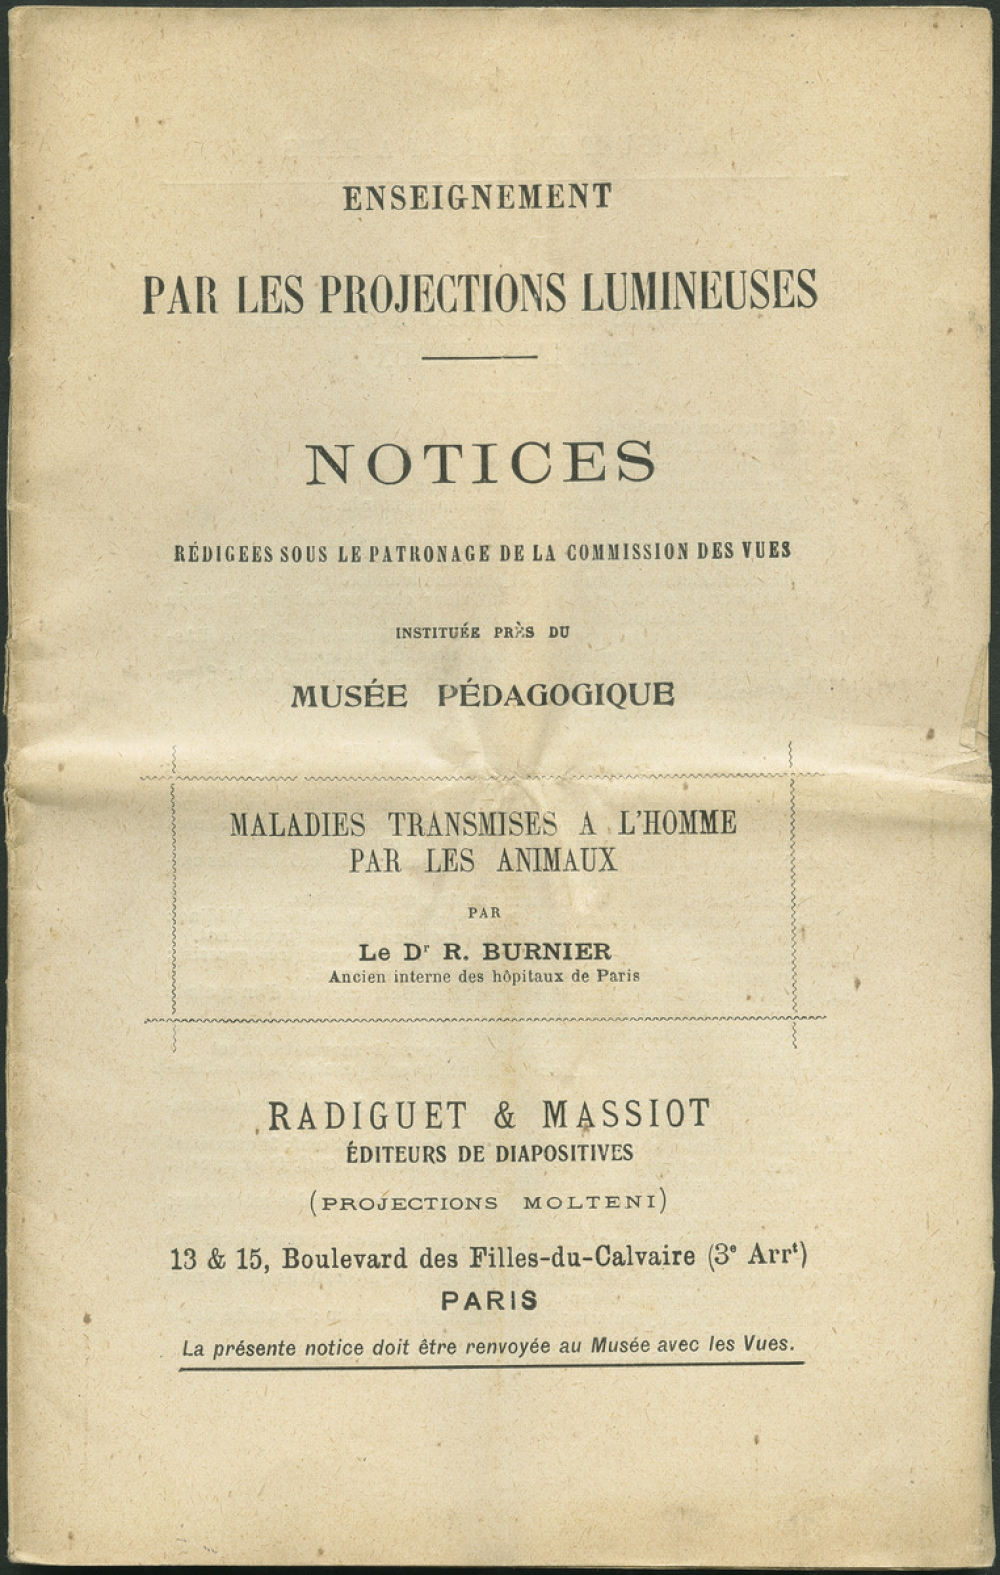 ENSEIGNEMENT
PAR LES PROJECTIONS LUMINEUSES
NOTICES
RÉDIGEES SOUS LE PATRONAGE DE LA COMMISSION DES VUES
INSTITUÉE PRÈS DU
MUSÉE PÉDAGOGIQUE
MALADIES TRANSMISES A L'HOMME
PAR LES ANIMAUX
PAR
Le Dr R. BURNIER
Ancien interne des hôpitaux de Paris
RADIGUET & MASSIOT
ÉDITEURS DE DIAPOSITIVES
(PROJECTIONS MOLTENI)
13 & 15, Boulevard des Filles-du-Calvaire (3e Arrt)
PARIS
La présente notice doit être renvoyée au Musée avec les Vues.